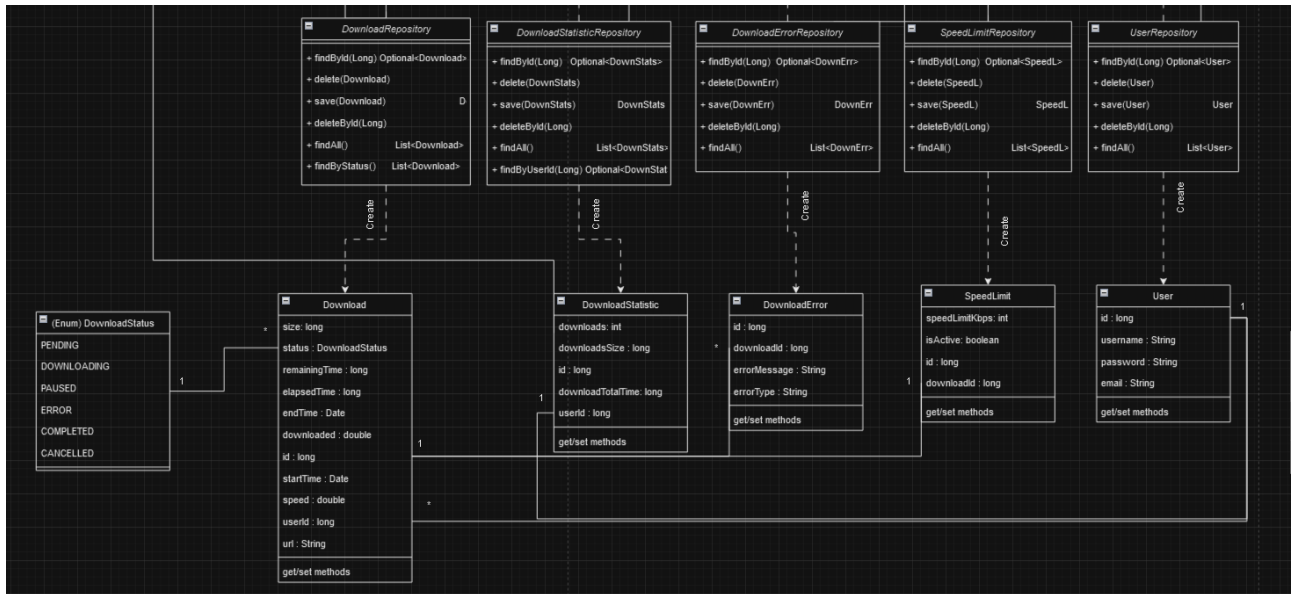 DownloadRepository
+ findById(Long) Optional<Download>
+ delete(Download)
+ save(Download) D
+ deleteById(Long)
+ findAll() List<Download>
+ findByStatus() List<Download>
DownloadStatisticRepository
+ findById(Long) Optional<DownStats>
+ delete(DownStats)
+ save(DownStats) DownStats
+ deleteById(Long)
+ findAll() List<DownStats>
+ findByUserId(Long) Optional<DownStat
DownloadErrorRepository
+ findById(Long) Optional<DownErr>
+ delete(DownErr)
+ save(DownErr) DownErr
+ deleteById(Long)
+ findAll() List<DownErr>
SpeedLimitRepository
+ findById(Long) Optional<SpeedL>
+ delete(SpeedL)
+ save(SpeedL) SpeedL
+ deleteById(Long)
+ findAll() List<SpeedL>
UserRepository
+ findById(Long) Optional<User>
+ delete(User)
+ save(User) User
+ deleteById(Long)
+ findAll() List<User>
Create
Create
Create
Create
Create
(Enum) DownloadStatus
PENDING
DOWNLOADING
PAUSED
ERROR
COMPLETED
CANCELLED
1
*
Download
size: long
status : DownloadStatus
remainingTime : long
elapsedTime : long
endTime : Date
downloaded : double
id : long
startTime : Date
speed : double
userId : long
url : String
get/set methods
1
*
DownloadStatistic
downloads: int
downloadsSize : long
id : long
downloadTotalTime: long
userId : long
get/set methods
1
*
DownloadError
id : long
downloadId : long
errorMessage : String
errorType : String
get/set methods
1
SpeedLimit
speedLimitKbps: int
isActive: boolean
id : long
downloadId : long
get/set methods
User
id : long
username : String
password : String
email : String
get/set methods
1